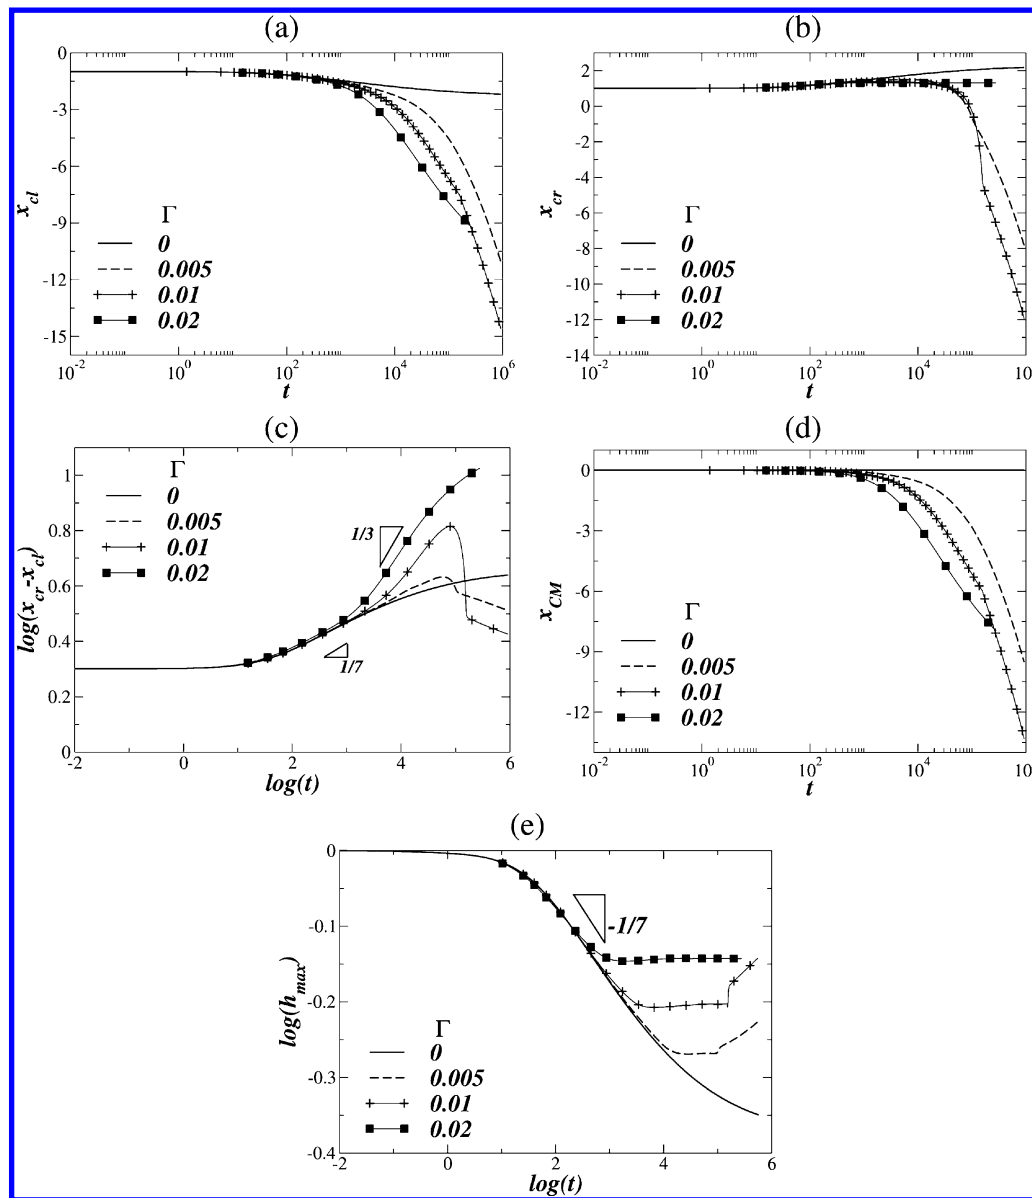 (a)
0
-3
-6
-9
-12
-15
x_cl
Γ
0
0.005
0.01
0.02
10^-2 10^0 10^2 10^4 10^6
t
(b)
2
0
-2
-4
-6
-8
-10
-12
-14
x_cr
Γ
0
0.005
0.01
0.02
10^-2 10^0 10^2 10^4 10
t
(c)
1
0.8
0.6
0.4
0.2
0
log(x_cr-x_cl)
Γ
0
0.005
0.01
0.02
1/3
1/7
-2 0 2 4 6
log(t)
(d)
0
-3
-6
-9
-12
x_CM
Γ
0
0.005
0.01
0.02
10^-2 10^0 10^2 10^4 10
t
(e)
0
-0.1
-0.2
-0.3
-0.4
log(h_max)
-1/7
Γ
0
0.005
0.01
0.02
-2 0 2 4 6
log(t)